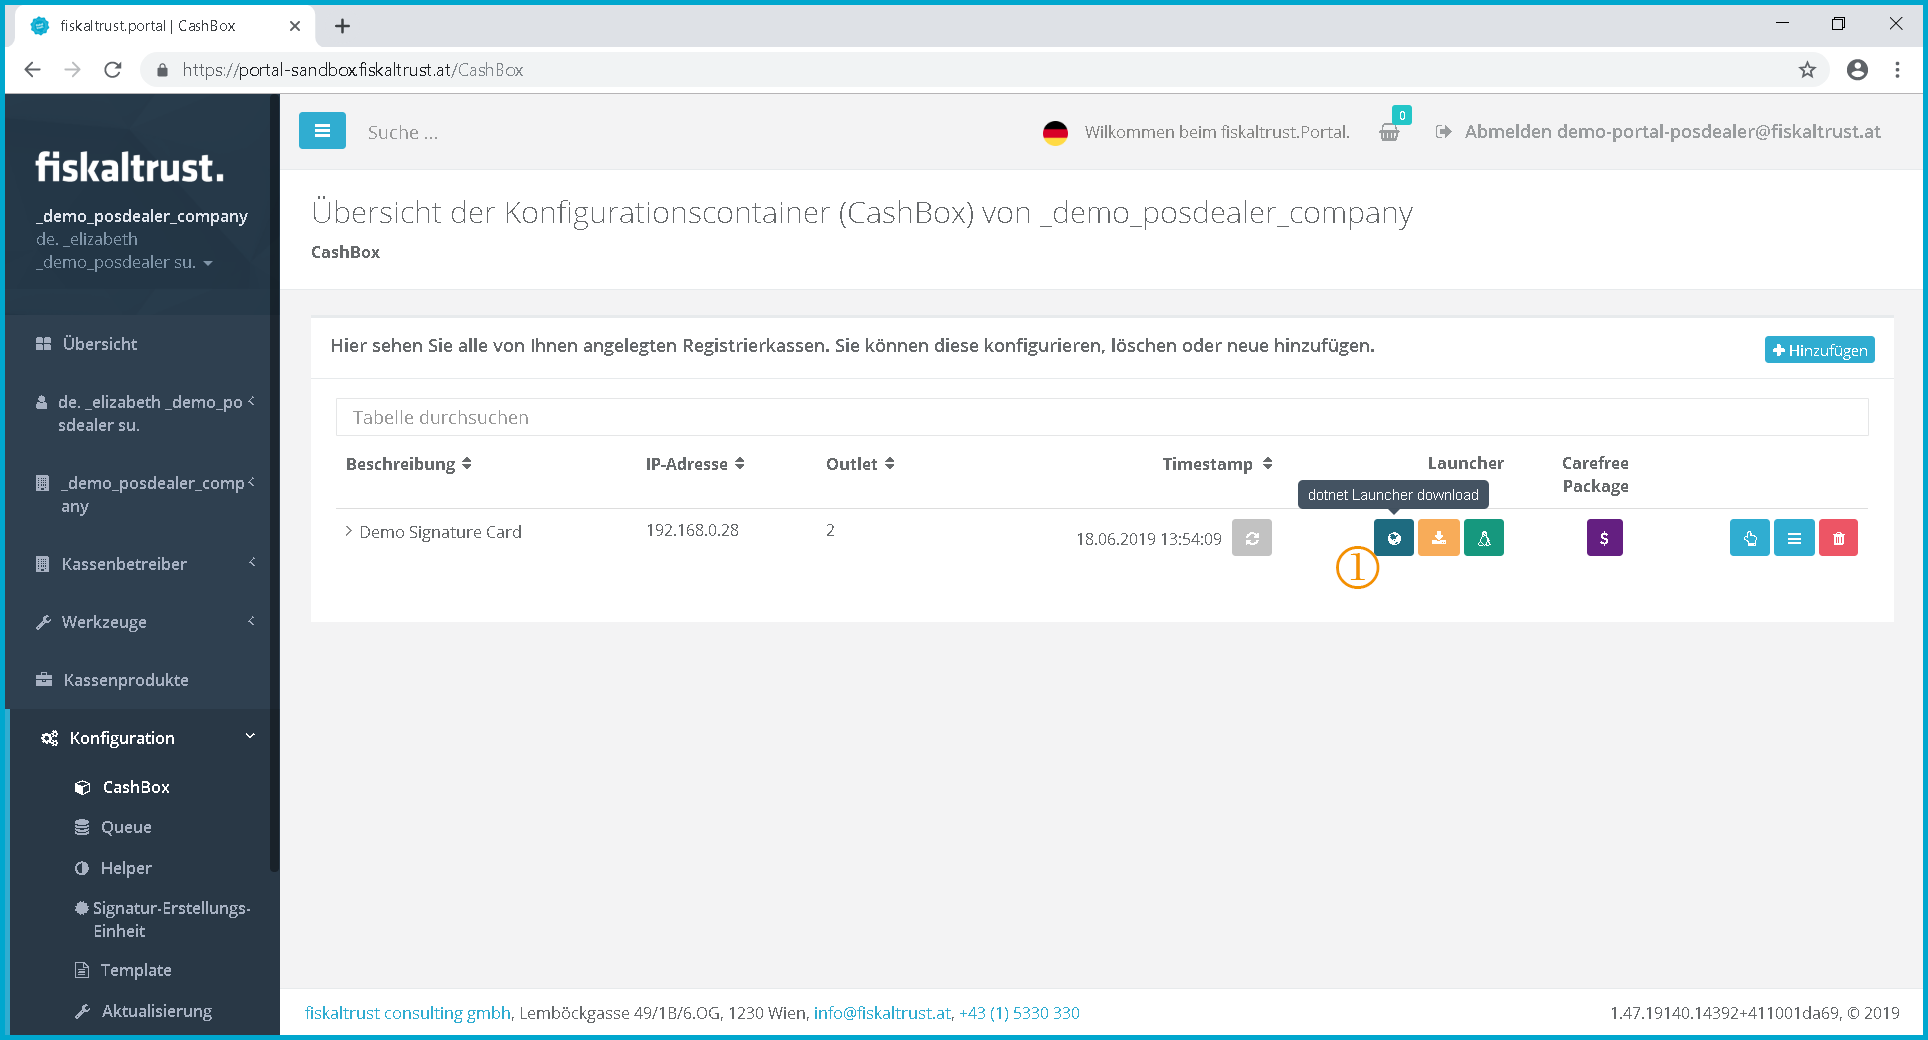 fiskaltrust.portal | CashBox
https://portal-sandbox.fiskaltrust.at/CashBox
fiskaltrust.
_demo_posdealer_company
de. _elizabeth
_demo_posdealer su.
Übersicht
de. _elizabeth _demo_po
sdealer su.
_demo_posdealer_comp
any
Kassenbetreiber
Werkzeuge
Kassenprodukte
Konfiguration
CashBox
Queue
Helper
Signatur-Erstellungs-
Einheit
Template
Aktualisierung
Suche ...
Wilkommen beim fiskaltrust.Portal.
0
Abmelden demo-portal-posdealer@fiskaltrust.at
Übersicht der Konfigurationscontainer (CashBox) von _demo_posdealer_company
CashBox
Hier sehen Sie alle von Ihnen angelegten Registrierkassen. Sie können diese konfigurieren, löschen oder neue hinzufügen.
Hinzufügen
Tabelle durchsuchen
Beschreibung IP-Adresse Outlet Timestamp Launcher Carefree
Package
dotnet Launcher download
Demo Signature Card 192.168.0.28 2 18.06.2019 13:54:09 $
1
fiskaltrust consulting gmbh, Lemböckgasse 49/1B/6.OG, 1230 Wien, info@fiskaltrust.at, +43 (1) 5330 330
1.47.19140.14392+411001da69, © 2019